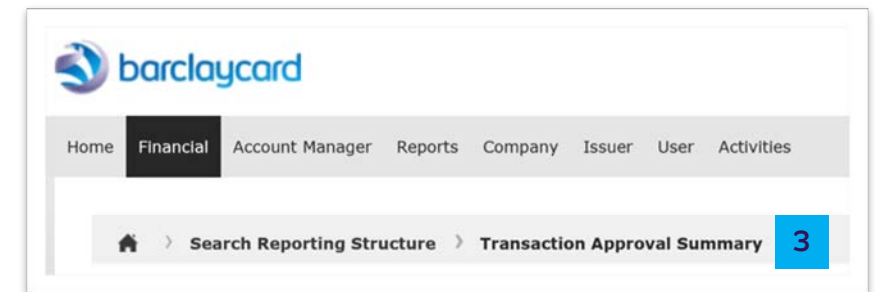 barclaycard
Home Financial Account Manager Reports Company Issuer User Activities
Search Reporting Structure Transaction Approval Summary 3